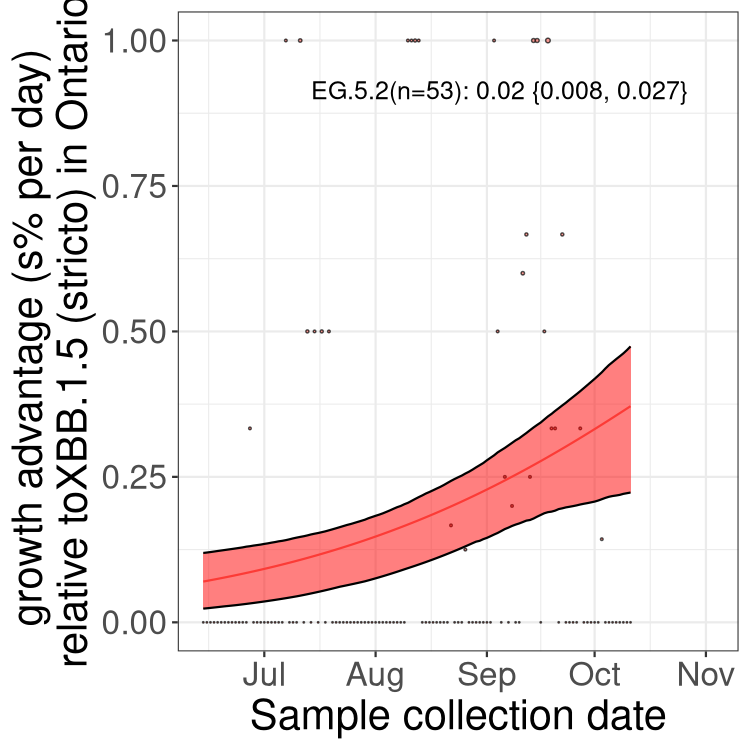 growth advantage (s% per day)
relative toXBB.1.5 (stricto) in Ontario
1.00
0.75
0.50
0.25
0.00
EG.5.2(n=53): 0.02 {0.008, 0.027}
Jul Aug Sep Oct Nov
Sample collection date